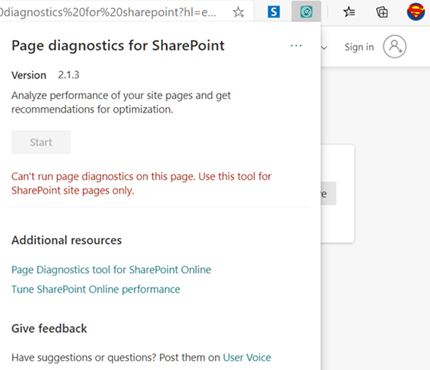 )diagnostics%20for%20sharepoint?hl=e...
Page diagnostics for SharePoint
...
Sign in
Version 2.1.3
Analyze performance of your site pages and get
recommendations for optimization.
Start
Can't run page diagnostics on this page. Use this tool for
SharePoint site pages only.
re
Additional resources
Page Diagnostics tool for SharePoint Online
Tune SharePoint Online performance
Give feedback
Have suggestions or questions? Post them on User Voice